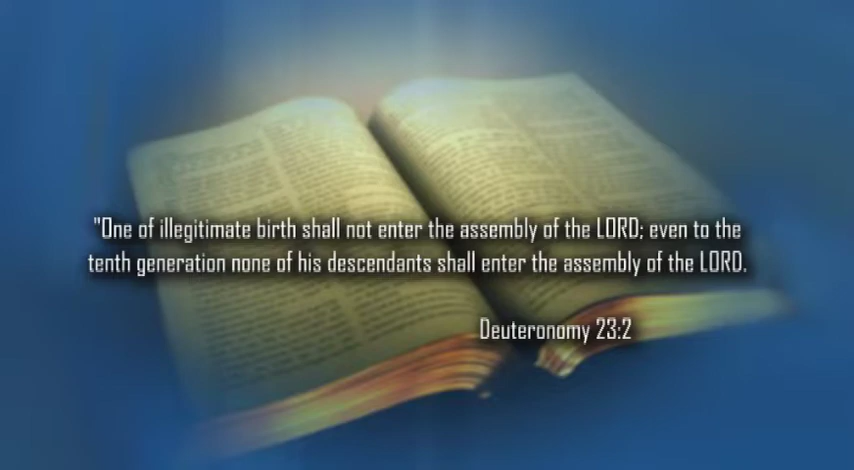 "One of illegitimate birth shall not enter the assembly of the LORD; even to the
tenth generation none of his descendants shall enter the assembly of the LORD.
Deuteronomy 23:2